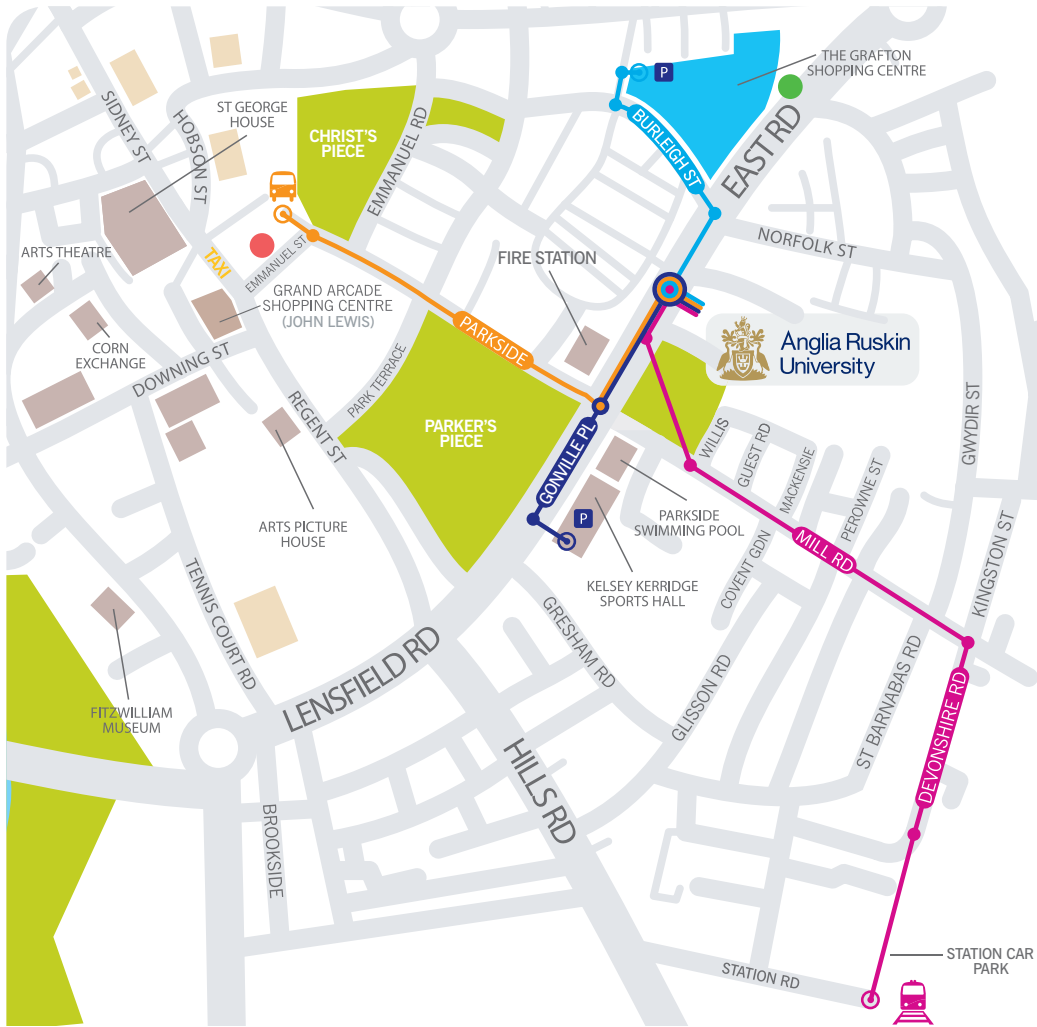 THE GRAFTON
SHOPPING CENTRE
P
BURLEIGH ST
EAST RD
SIDNEY ST
HOBSON ST
ST GEORGE
HOUSE
CHRIST'S
PIECE
EMMANUEL RD
NORFOLK ST
ARTS THEATRE
TAXI
EMMANUEL ST
FIRE STATION
GRAND ARCADE
SHOPPING CENTRE
(JOHN LEWIS)
PARKSIDE
Anglia Ruskin
University
CORN
EXCHANGE
DOWNING ST
PARK TERRACE
REGENT ST
PARKER'S
PIECE
GONVILLE PL
WILLIS
GUEST RD
MACKENSIE
PEROWNE ST
GWYDIR ST
ARTS PICTURE
HOUSE
P
PARKSIDE
SWIMMING POOL
MILL RD
COVENT GDN
KINGSTON ST
KELSEY KERRIDGE
SPORTS HALL
TENNIS COURT RD
GRESHAM RD
GLISSON RD
ST BARNABAS RD
LENSFIELD RD
FITZWILLIAM
MUSEUM
DEVONSHIRE RD
HILLS RD
BROOKSIDE
STATION RD
STATION CAR
PARK